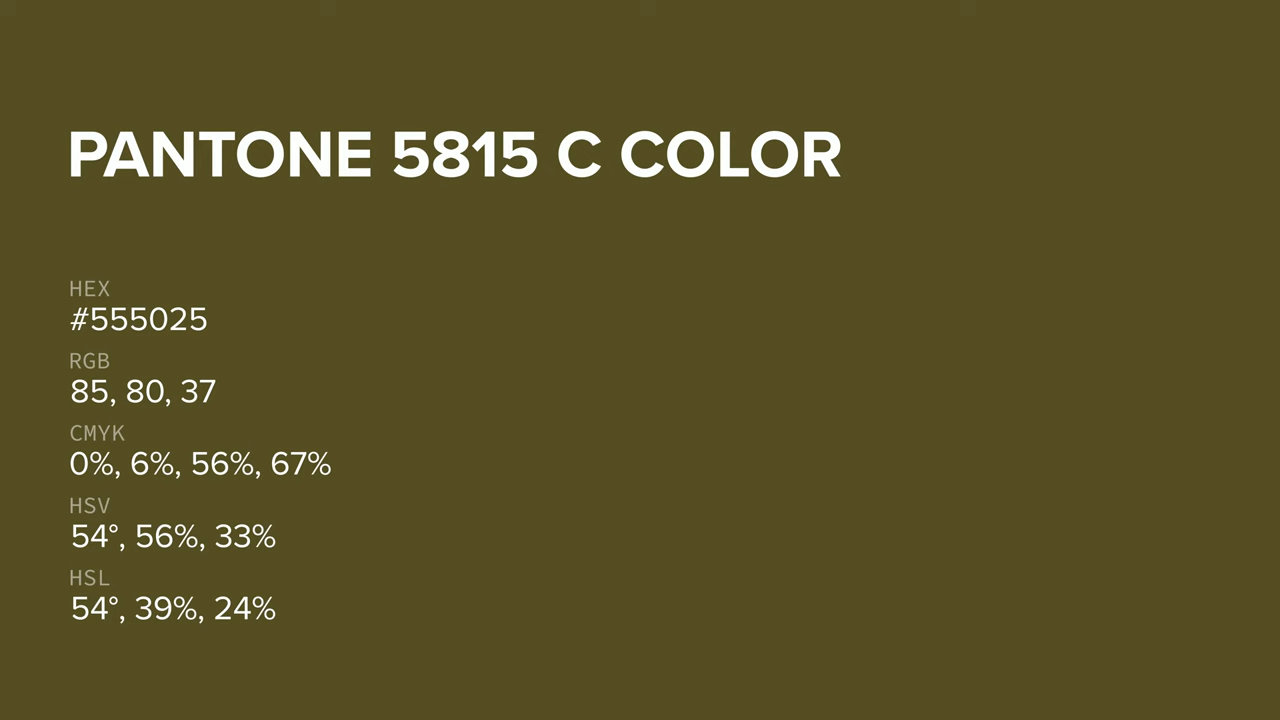 PANTONE 5815 C COLOR
HEX
#555025
RGB
85, 80, 37
CMYK
0%, 6%, 56%, 67%
HSV
54°, 56%, 33%
HSL
54°, 39%, 24%